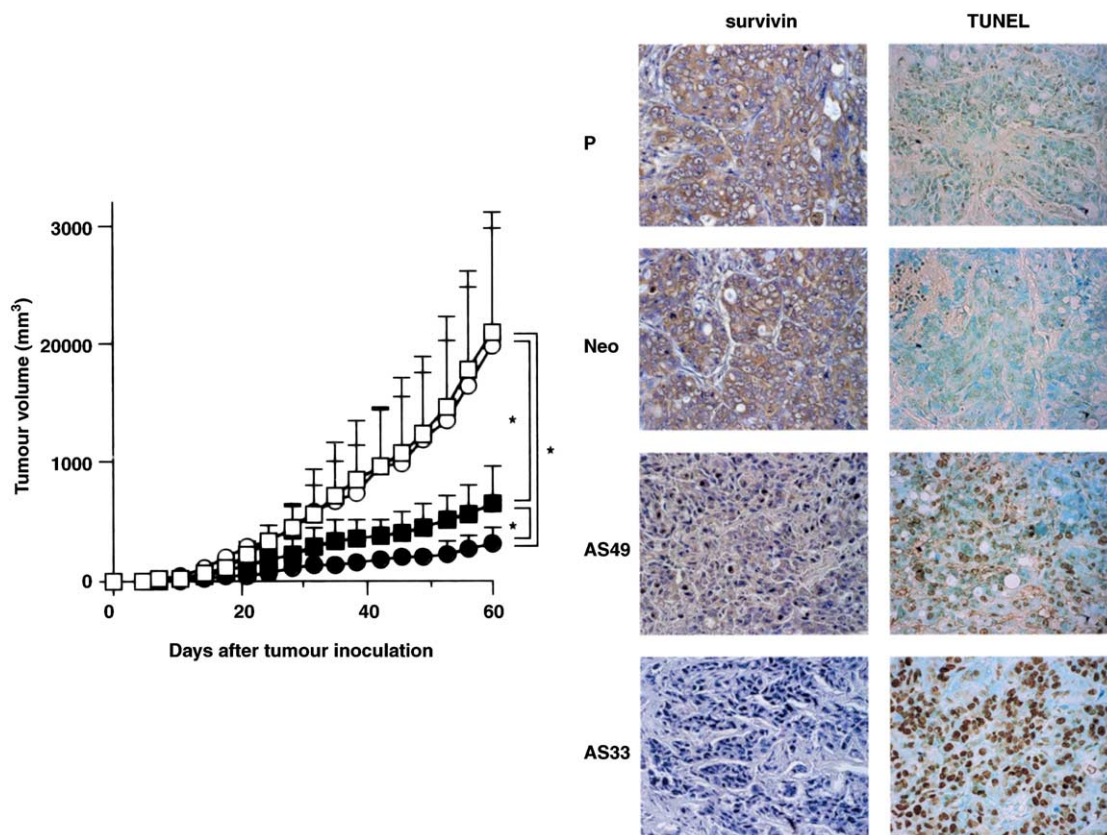 survivin TUNEL
P
Neo
AS49
AS33
Tumour volume (mm³)
3000
20000
1000
0
*
*
*
0 20 40 60
Days after tumour inoculation